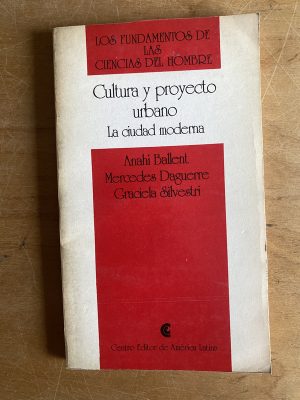 LOS FUNDAMENTOS DE
LAS
CIENCIAS DEL HOMBRE
Cultura y proyecto
urbano
La ciudad moderna
Anahi Ballent
Mercedes Daguerre
Graciela Silvestri
Centro Editor de América Latina